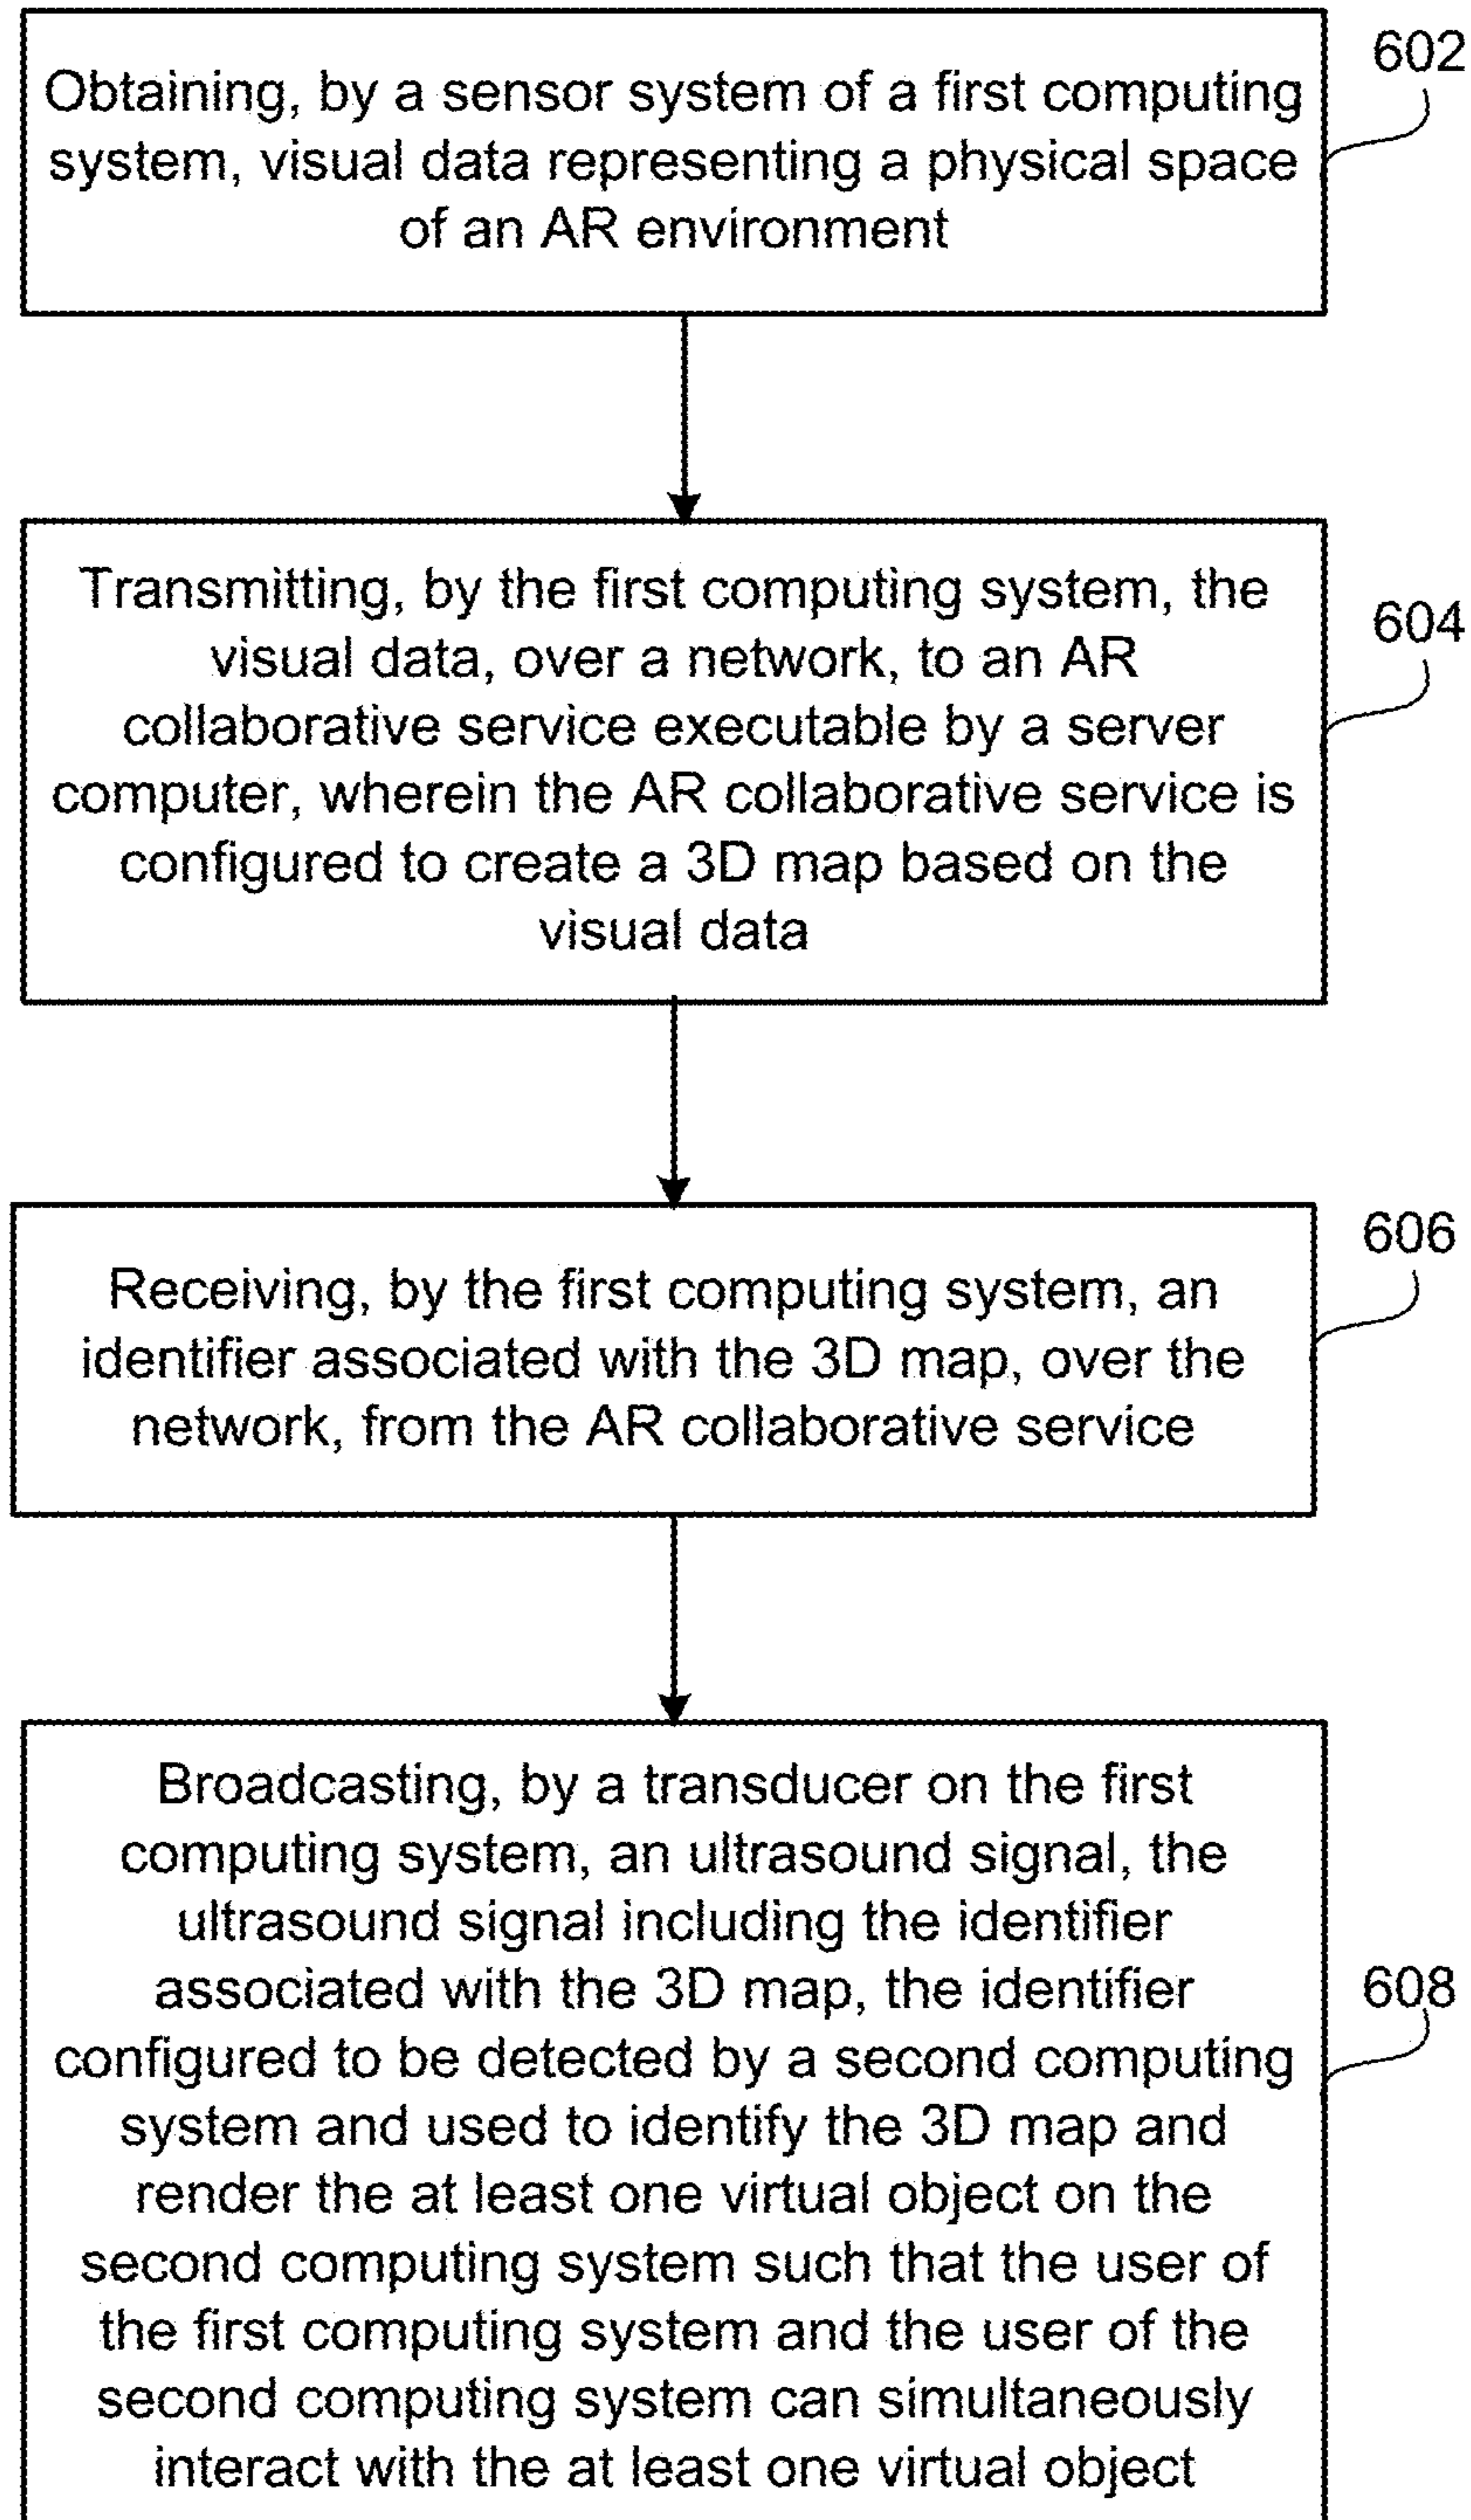 602
Obtaining, by a sensor system of a first computing
system, visual data representing a physical space
of an AR environment
604
Transmitting, by the first computing system, the
visual data, over a network, to an AR
collaborative service executable by a server
computer, wherein the AR collaborative service is
configured to create a 3D map based on the
visual data
606
Receiving, by the first computing system, an
identifier associated with the 3D map, over the
network, from the AR collaborative service
608
Broadcasting, by a transducer on the first
computing system, an ultrasound signal, the
ultrasound signal including the identifier
associated with the 3D map, the identifier
configured to be detected by a second computing
system and used to identify the 3D map and
render the at least one virtual object on the
second computing system such that the user of
the first computing system and the user of the
second computing system can simultaneously
interact with the at least one virtual object